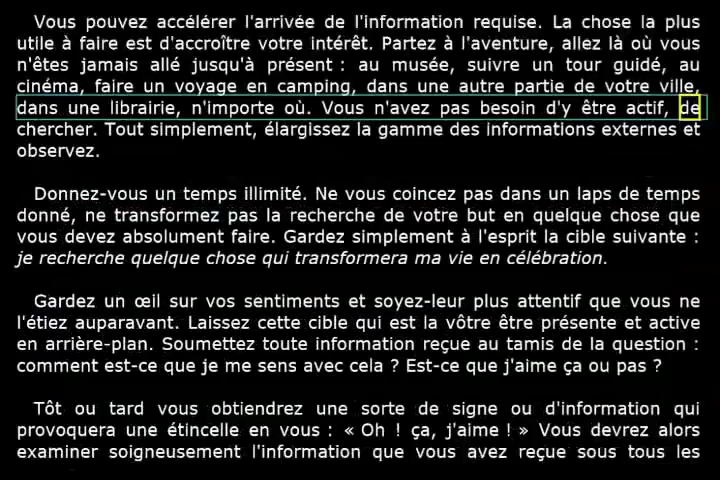 Vous pouvez accélérer l'arrivée de l'information requise. La chose la plus
utile à faire est d'accroître votre intérêt. Partez à l'aventure, allez là où vous
n'êtes jamais allé jusqu'à présent : au musée, suivre un tour guidé, au
cinéma, faire un voyage en camping, dans une autre partie de votre ville,
dans une librairie, n'importe où. Vous n'avez pas besoin d'y être actif, de
chercher. Tout simplement, élargissez la gamme des informations externes et
observez.
Donnez-vous un temps illimité. Ne vous coincez pas dans un laps de temps
donné, ne transformez pas la recherche de votre but en quelque chose que
vous devez absolument faire. Gardez simplement à l'esprit la cible suivante :
je recherche quelque chose qui transformera ma vie en célébration.
Gardez un œil sur vos sentiments et soyez-leur plus attentif que vous ne
l'étiez auparavant. Laissez cette cible qui est la vôtre être présente et active
en arrière-plan. Soumettez toute information reçue au tamis de la question :
comment est-ce que je me sens avec cela ? Est-ce que j'aime ça ou pas ?
Tôt ou tard vous obtiendrez une sorte de signe ou d'information qui
provoquera une étincelle en vous : « Oh ! ça, j'aime ! » Vous devrez alors
examiner soigneusement l'information que vous avez reçue sous tous les